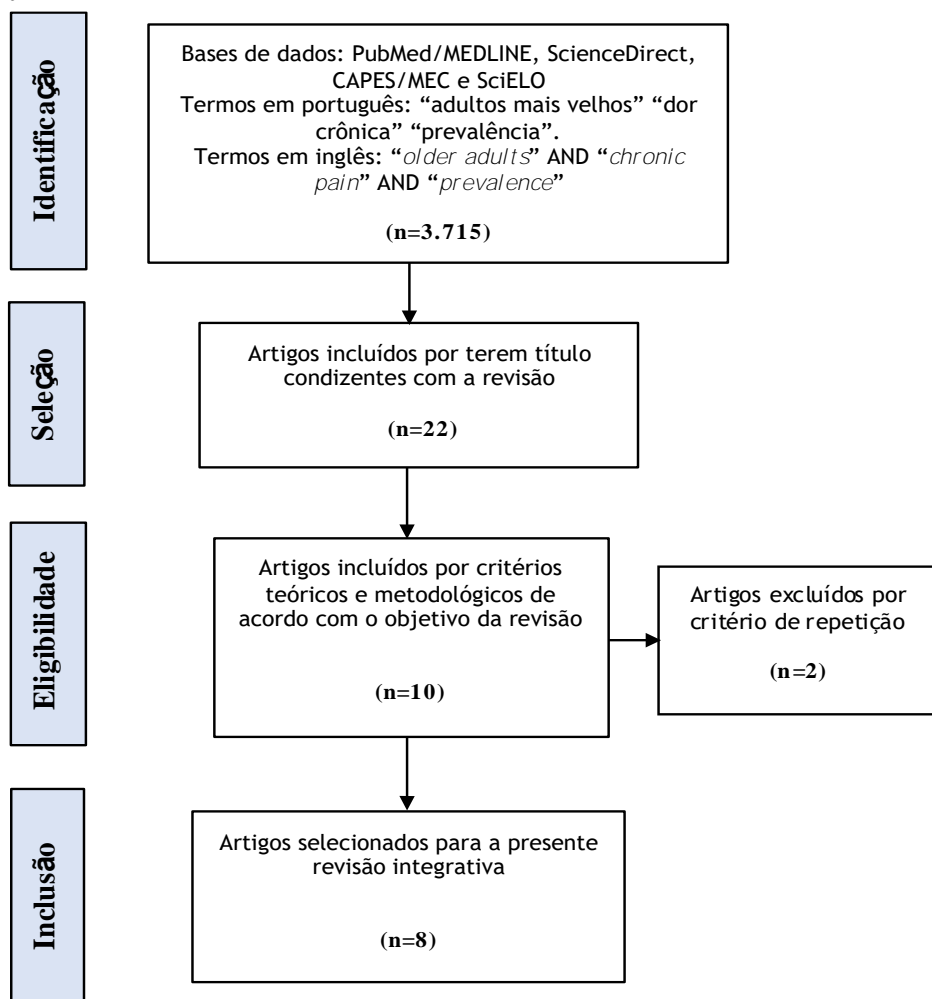 Identificação
Bases de dados: PubMed/MEDLINE, ScienceDirect,
CAPES/MEC e SciELO
Termos em português: “adultos mais velhos” “dor
crônica” “prevalência”.
Termos em inglês: “older adults” AND “chronic
pain” AND “prevalence”
(n=3.715)
Seleção
Artigos incluídos por terem título
condizentes com a revisão
(n=22)
Eligibilidade
Artigos incluídos por critérios
teóricos e metodológicos de
acordo com o objetivo da revisão
(n=10)
Artigos excluídos por
critério de repetição
(n=2)
Inclusão
Artigos selecionados para a presente
revisão integrativa
(n=8)